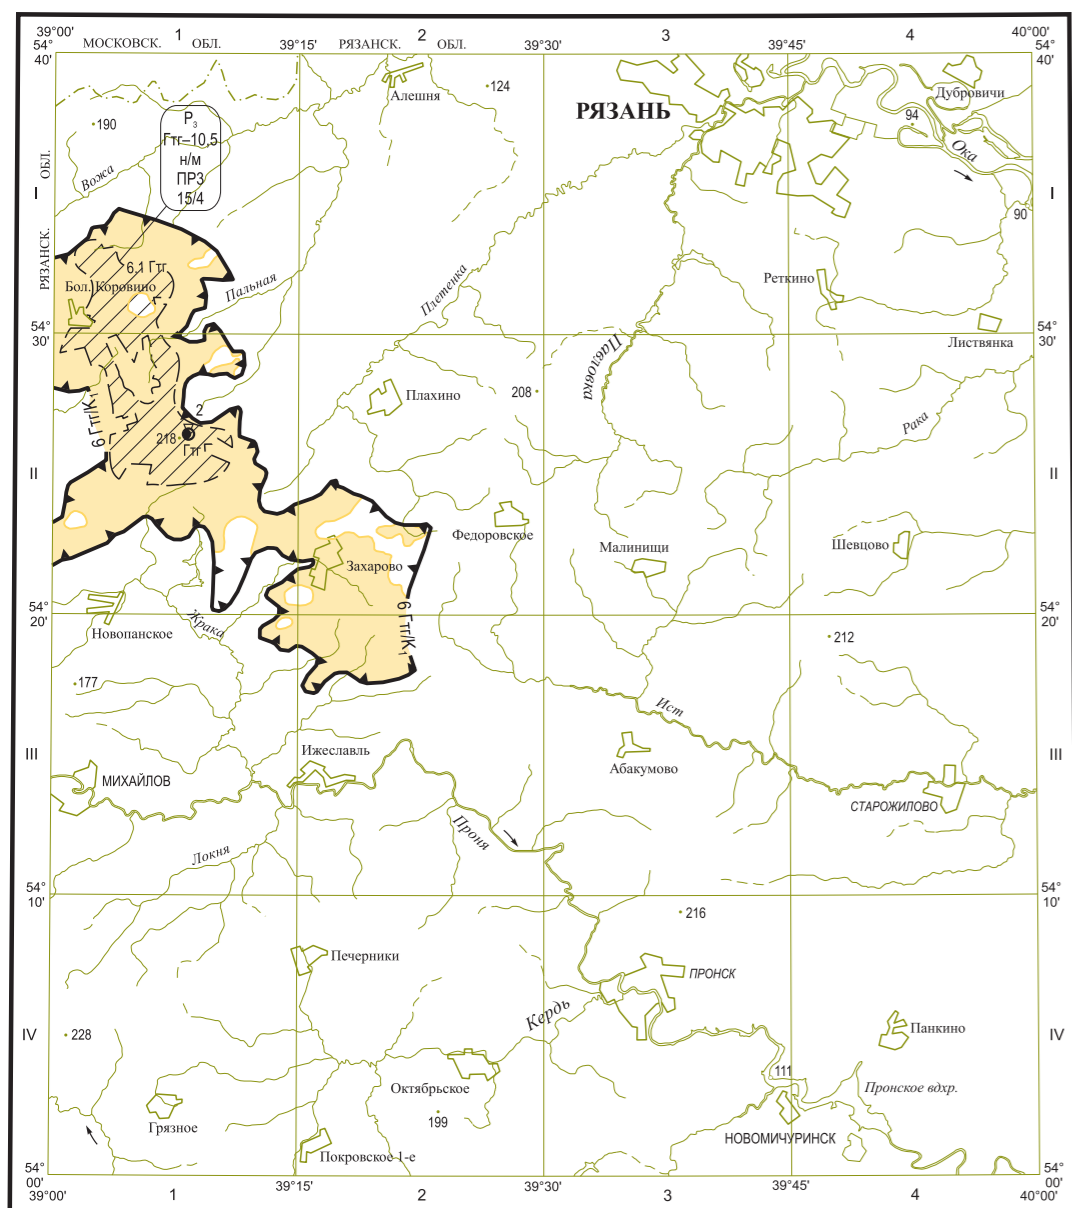 39°00'
1
2
3
4
40°00'
54°
40'
МОСКОВСК.
ОБЛ.
39°15'
РЯЗАНСК.
ОБЛ.
39°30'
39°45'
54°
40'
Алешня
124
РЯЗАНЬ
Дубровичи
94
Ока
190
P₃
Гтг–10,5
н/м
ПР3
15/4
Вожа
ОБЛ.
РЯЗАНСК.
I
I
90
6.1 Гтг
Бол. Коровино
Пальная
Плетенка
Реткино
54°
30'
54°
30'
Листвянка
Павловка
Плахино
208
Рака
6 Гтг/K₁
2
218
Гтг
II
II
Федоровское
Малинищи
Шевцово
Захарово
54°
20'
54°
20'
6 Гтг/K₁
Новопанское
Жрака
212
177
Ист
III
III
Ижеславль
МИХАЙЛОВ
Абакумово
СТАРОЖИЛОВО
Проня
Локня
54°
10'
54°
10'
216
Печерники
ПРОНСК
Кердь
228
Панкино
IV
IV
111
Октябрьское
Пронское вдхр.
199
Грязное
НОВОМИЧУРИНСК
Покровское 1-е
54°
00'
54°
00'
39°00'
1
39°15'
2
39°30'
3
39°45'
4
40°00'